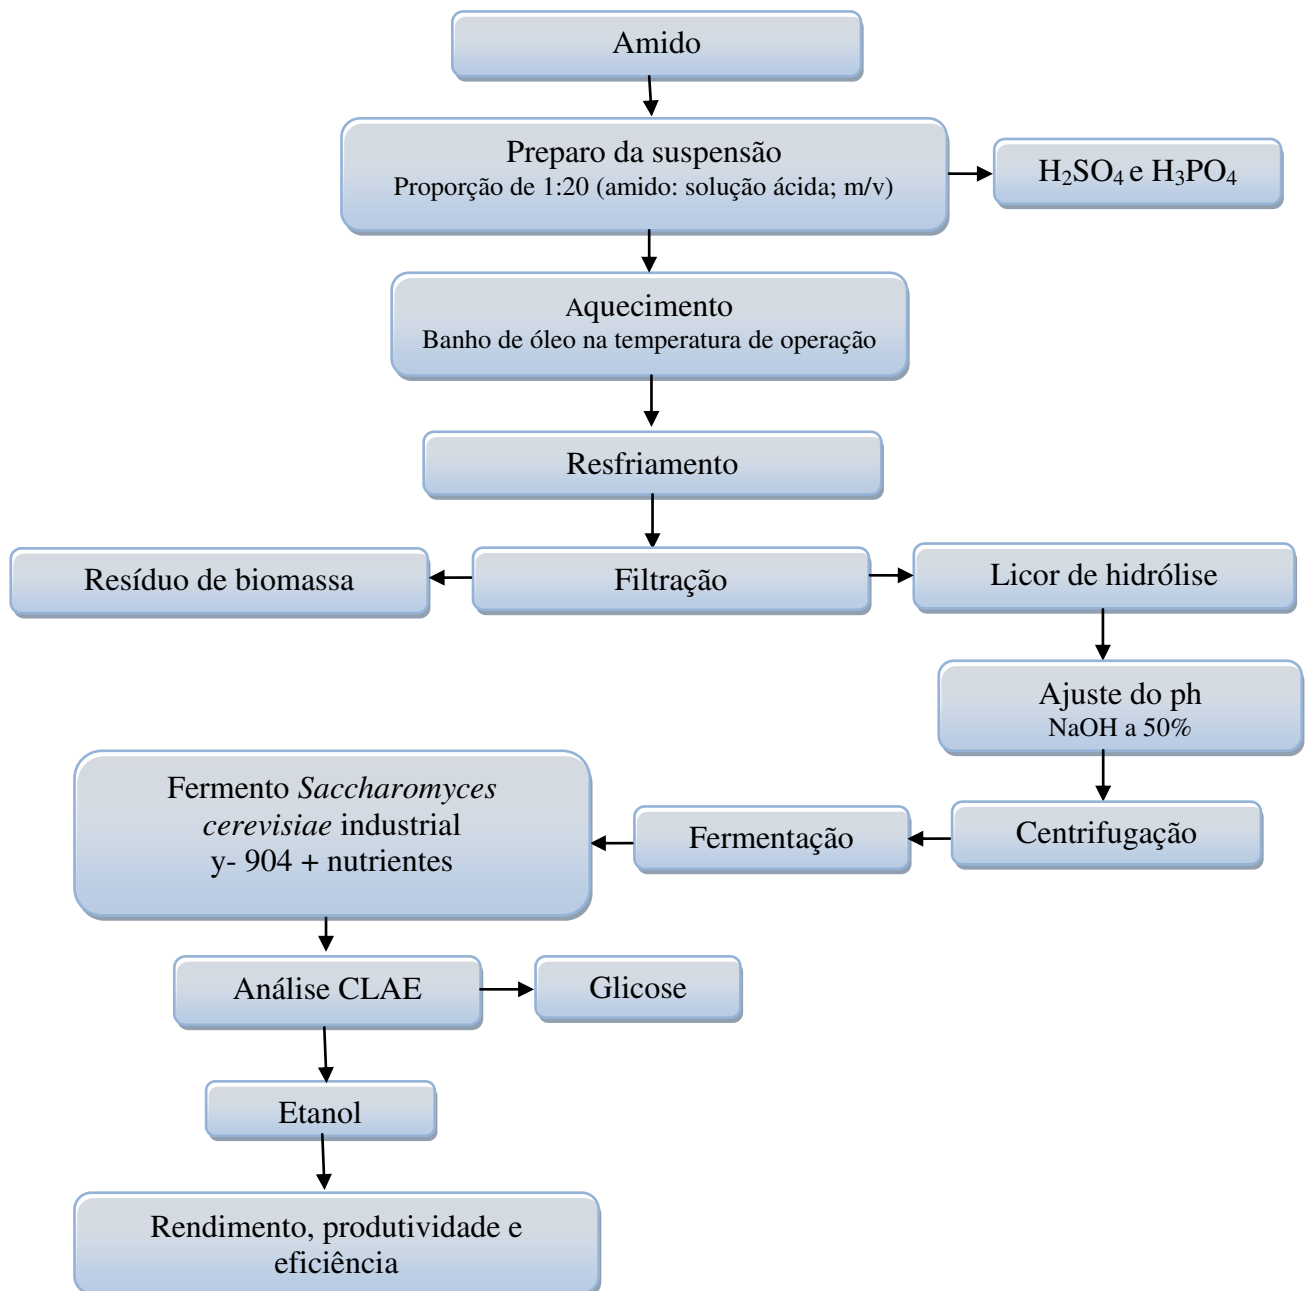 Amido
Preparo da suspensão
Proporção de 1:20 (amido: solução ácida; m/v)
H₂SO₄ e H₃PO₄
Aquecimento
Banho de óleo na temperatura de operação
Resfriamento
Resíduo de biomassa
Filtração
Licor de hidrólise
Ajuste do ph
NaOH a 50%
Centrifugação
Fermentação
Fermento Saccharomyces
cerevisiae industrial
y- 904 + nutrientes
Análise CLAE
Glicose
Etanol
Rendimento, produtividade e
eficiência